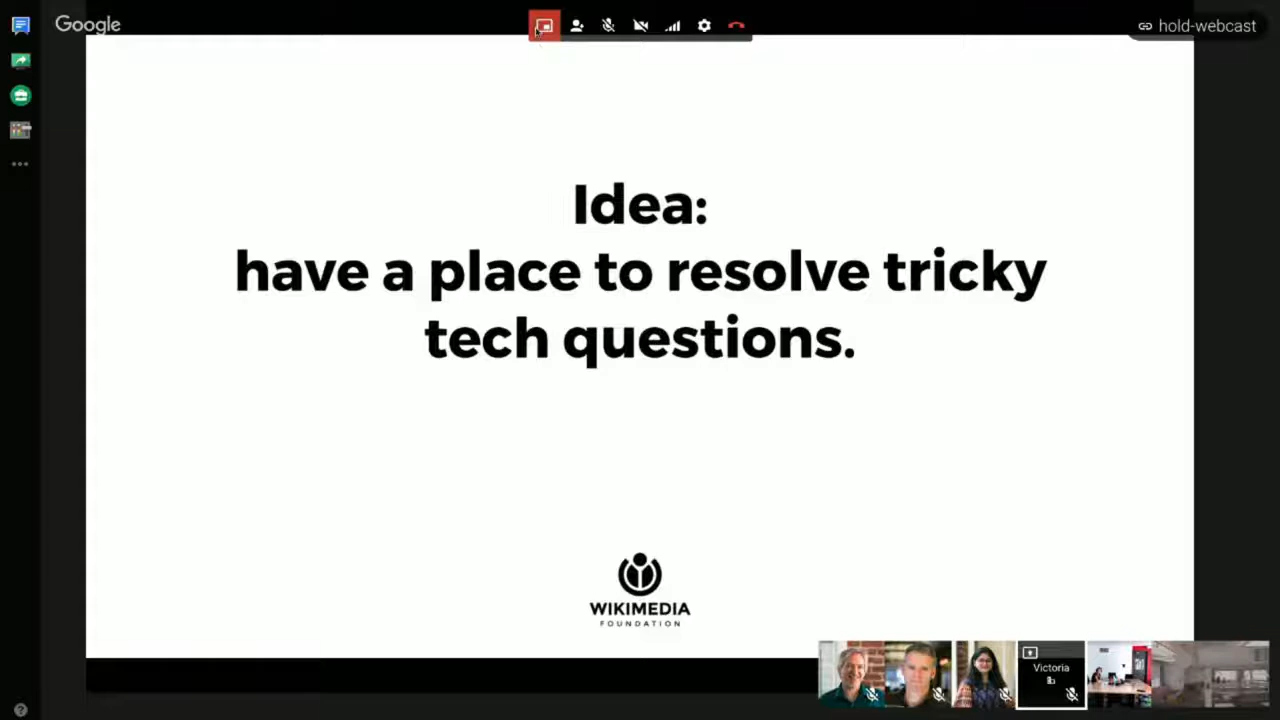 Google
hold-webcast
Idea:
have a place to resolve tricky
tech questions.
WIKIMEDIA
FOUNDATION
Victoria